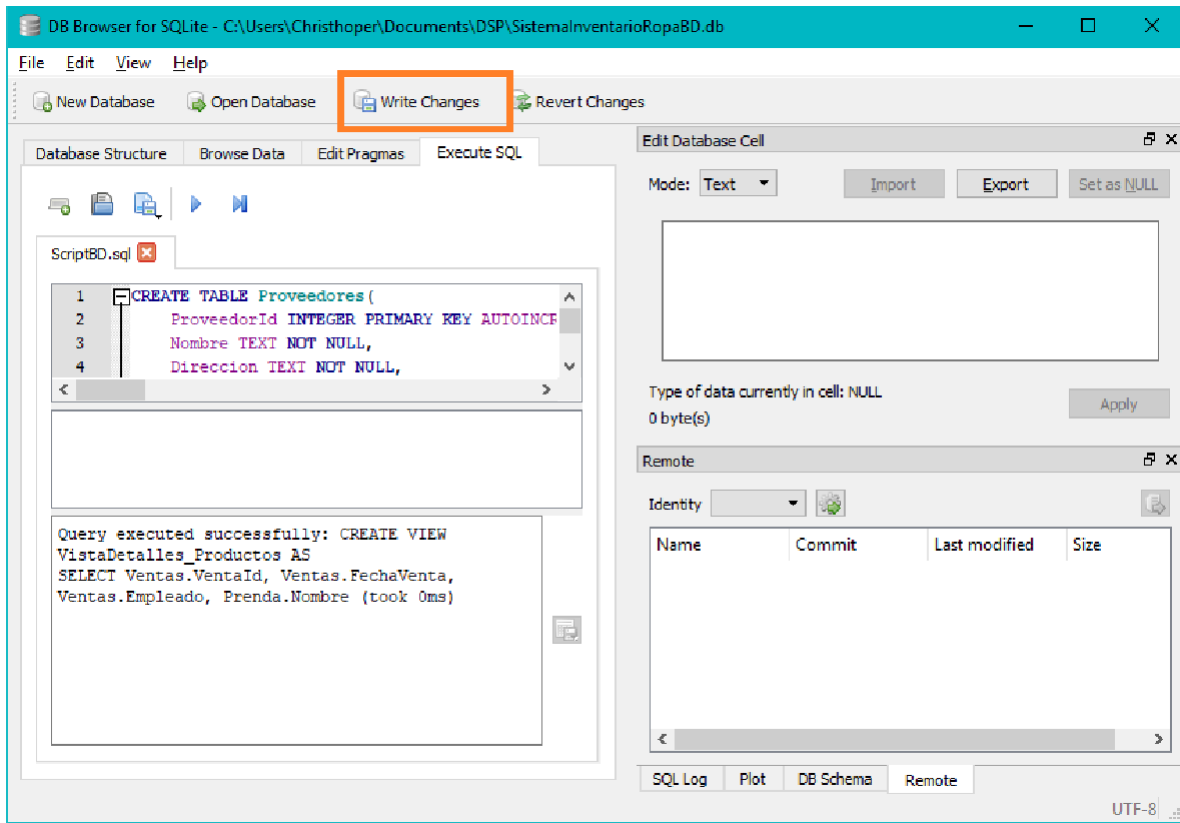 DB Browser for SQLite - C:\Users\Christhoper\Documents\DSP\SistemaInventarioRopaBD.db
File Edit View Help
New Database Open Database Write Changes Revert Changes
Database Structure Browse Data Edit Pragmas Execute SQL
ScriptBD.sql
1 CREATE TABLE Proveedores(
2 ProveedorId INTEGER PRIMARY KEY AUTOINCR
3 Nombre TEXT NOT NULL,
4 Direccion TEXT NOT NULL,
Query executed successfully: CREATE VIEW
VistaDetalles_Productos AS
SELECT Ventas.VentaId, Ventas.FechaVenta,
Ventas.Empleado, Prenda.Nombre (took 0ms)
Edit Database Cell
Mode: Text Import Export Set as NULL
Type of data currently in cell: NULL
0 byte(s)
Apply
Remote
Identity
Name Commit Last modified Size
SQL Log Plot DB Schema Remote
UTF-8